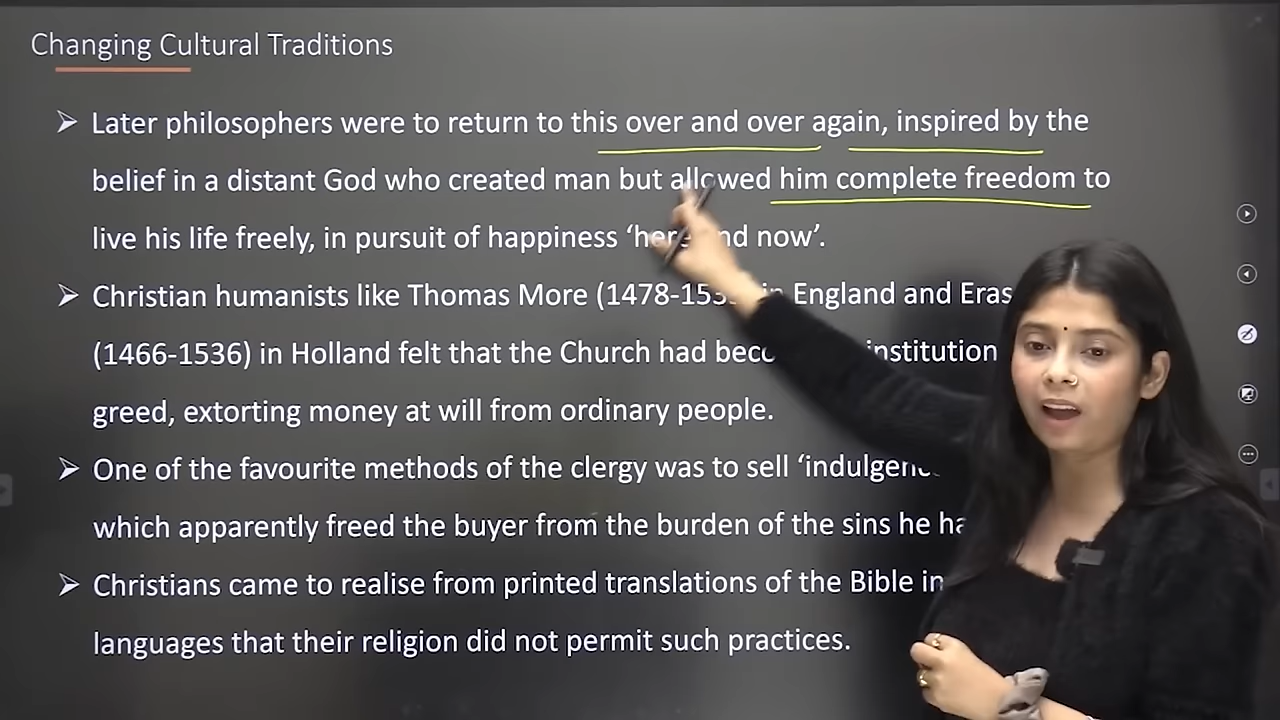 Changing Cultural Traditions
➢ Later philosophers were to return to this over and over again, inspired by the
belief in a distant God who created man but allowed him complete freedom to
live his life freely, in pursuit of happiness ‘here and now’.
➢ Christian humanists like Thomas More (1478-153 in England and Eras
(1466-1536) in Holland felt that the Church had beco institution
greed, extorting money at will from ordinary people.
➢ One of the favourite methods of the clergy was to sell ‘indulgenc
which apparently freed the buyer from the burden of the sins he ha
➢ Christians came to realise from printed translations of the Bible in
languages that their religion did not permit such practices.